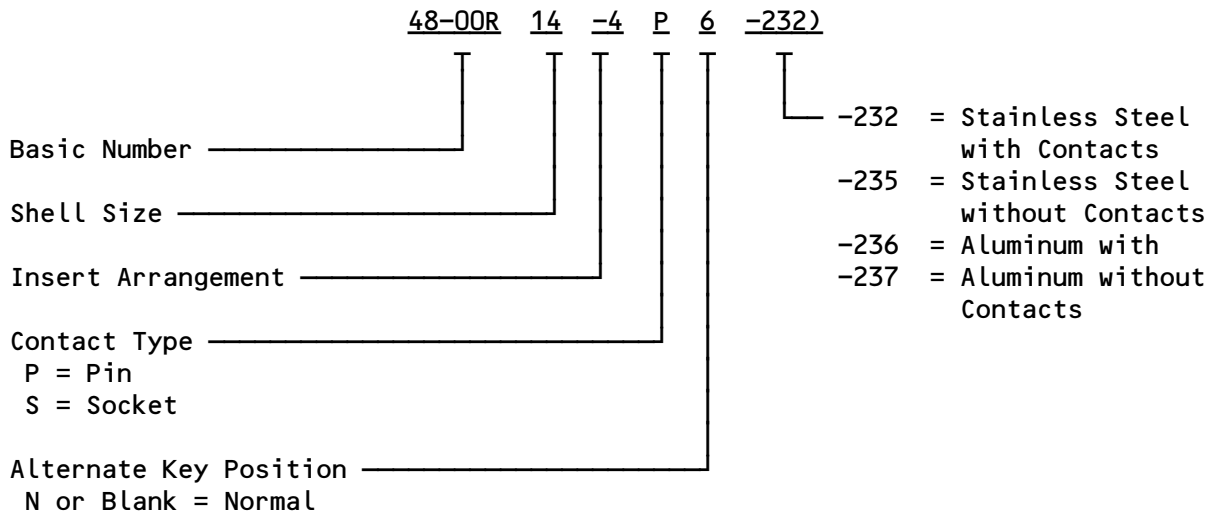 48-00R 14 -4 P 6 -232)
-232 = Stainless Steel
with Contacts
-235 = Stainless Steel
without Contacts
-236 = Aluminum with
-237 = Aluminum without
Contacts
Basic Number
Shell Size
Insert Arrangement
Contact Type
P = Pin
S = Socket
Alternate Key Position
N or Blank = Normal